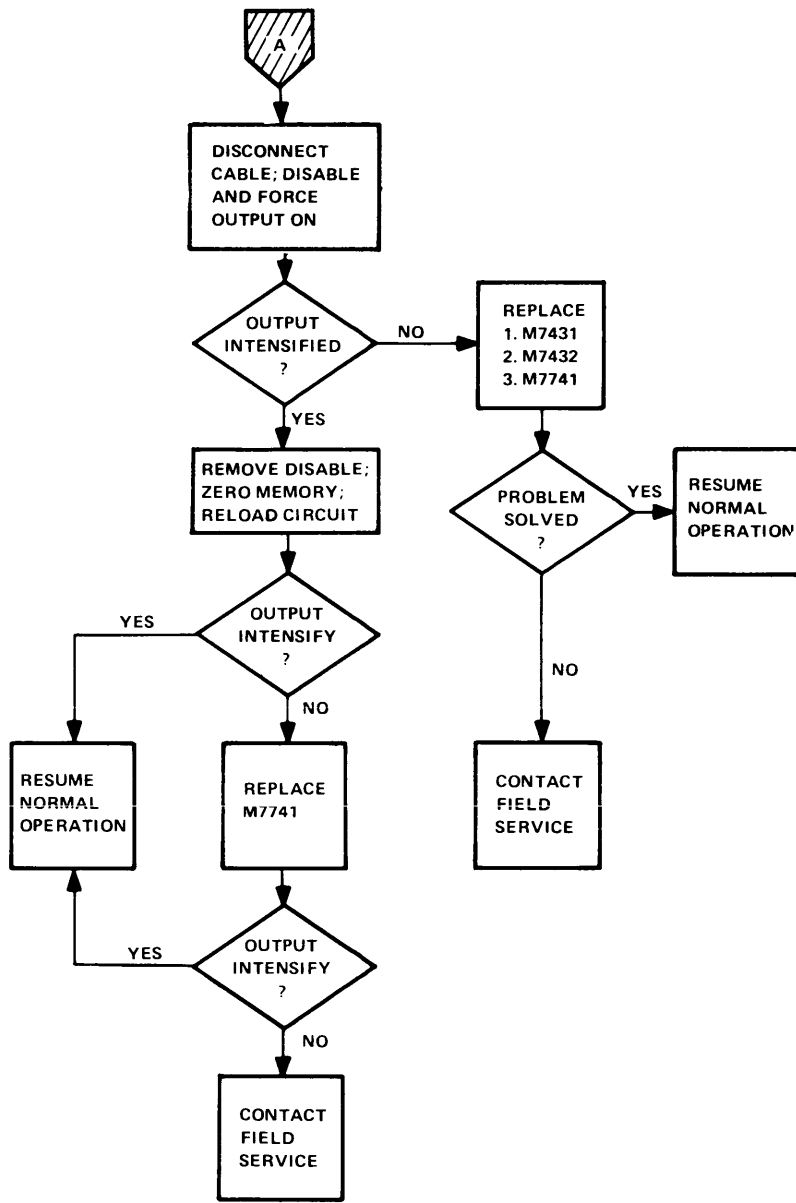 A
DISCONNECT
CABLE; DISABLE
AND FORCE
OUTPUT ON
OUTPUT
INTENSIFIED
?
NO
REPLACE
1. M7431
2. M7432
3. M7741
YES
REMOVE DISABLE;
ZERO MEMORY;
RELOAD CIRCUIT
PROBLEM
SOLVED
?
YES
RESUME
NORMAL
OPERATION
OUTPUT
INTENSIFY
?
YES
NO
NO
RESUME
NORMAL
OPERATION
REPLACE
M7741
CONTACT
FIELD
SERVICE
OUTPUT
INTENSIFY
?
YES
NO
CONTACT
FIELD
SERVICE